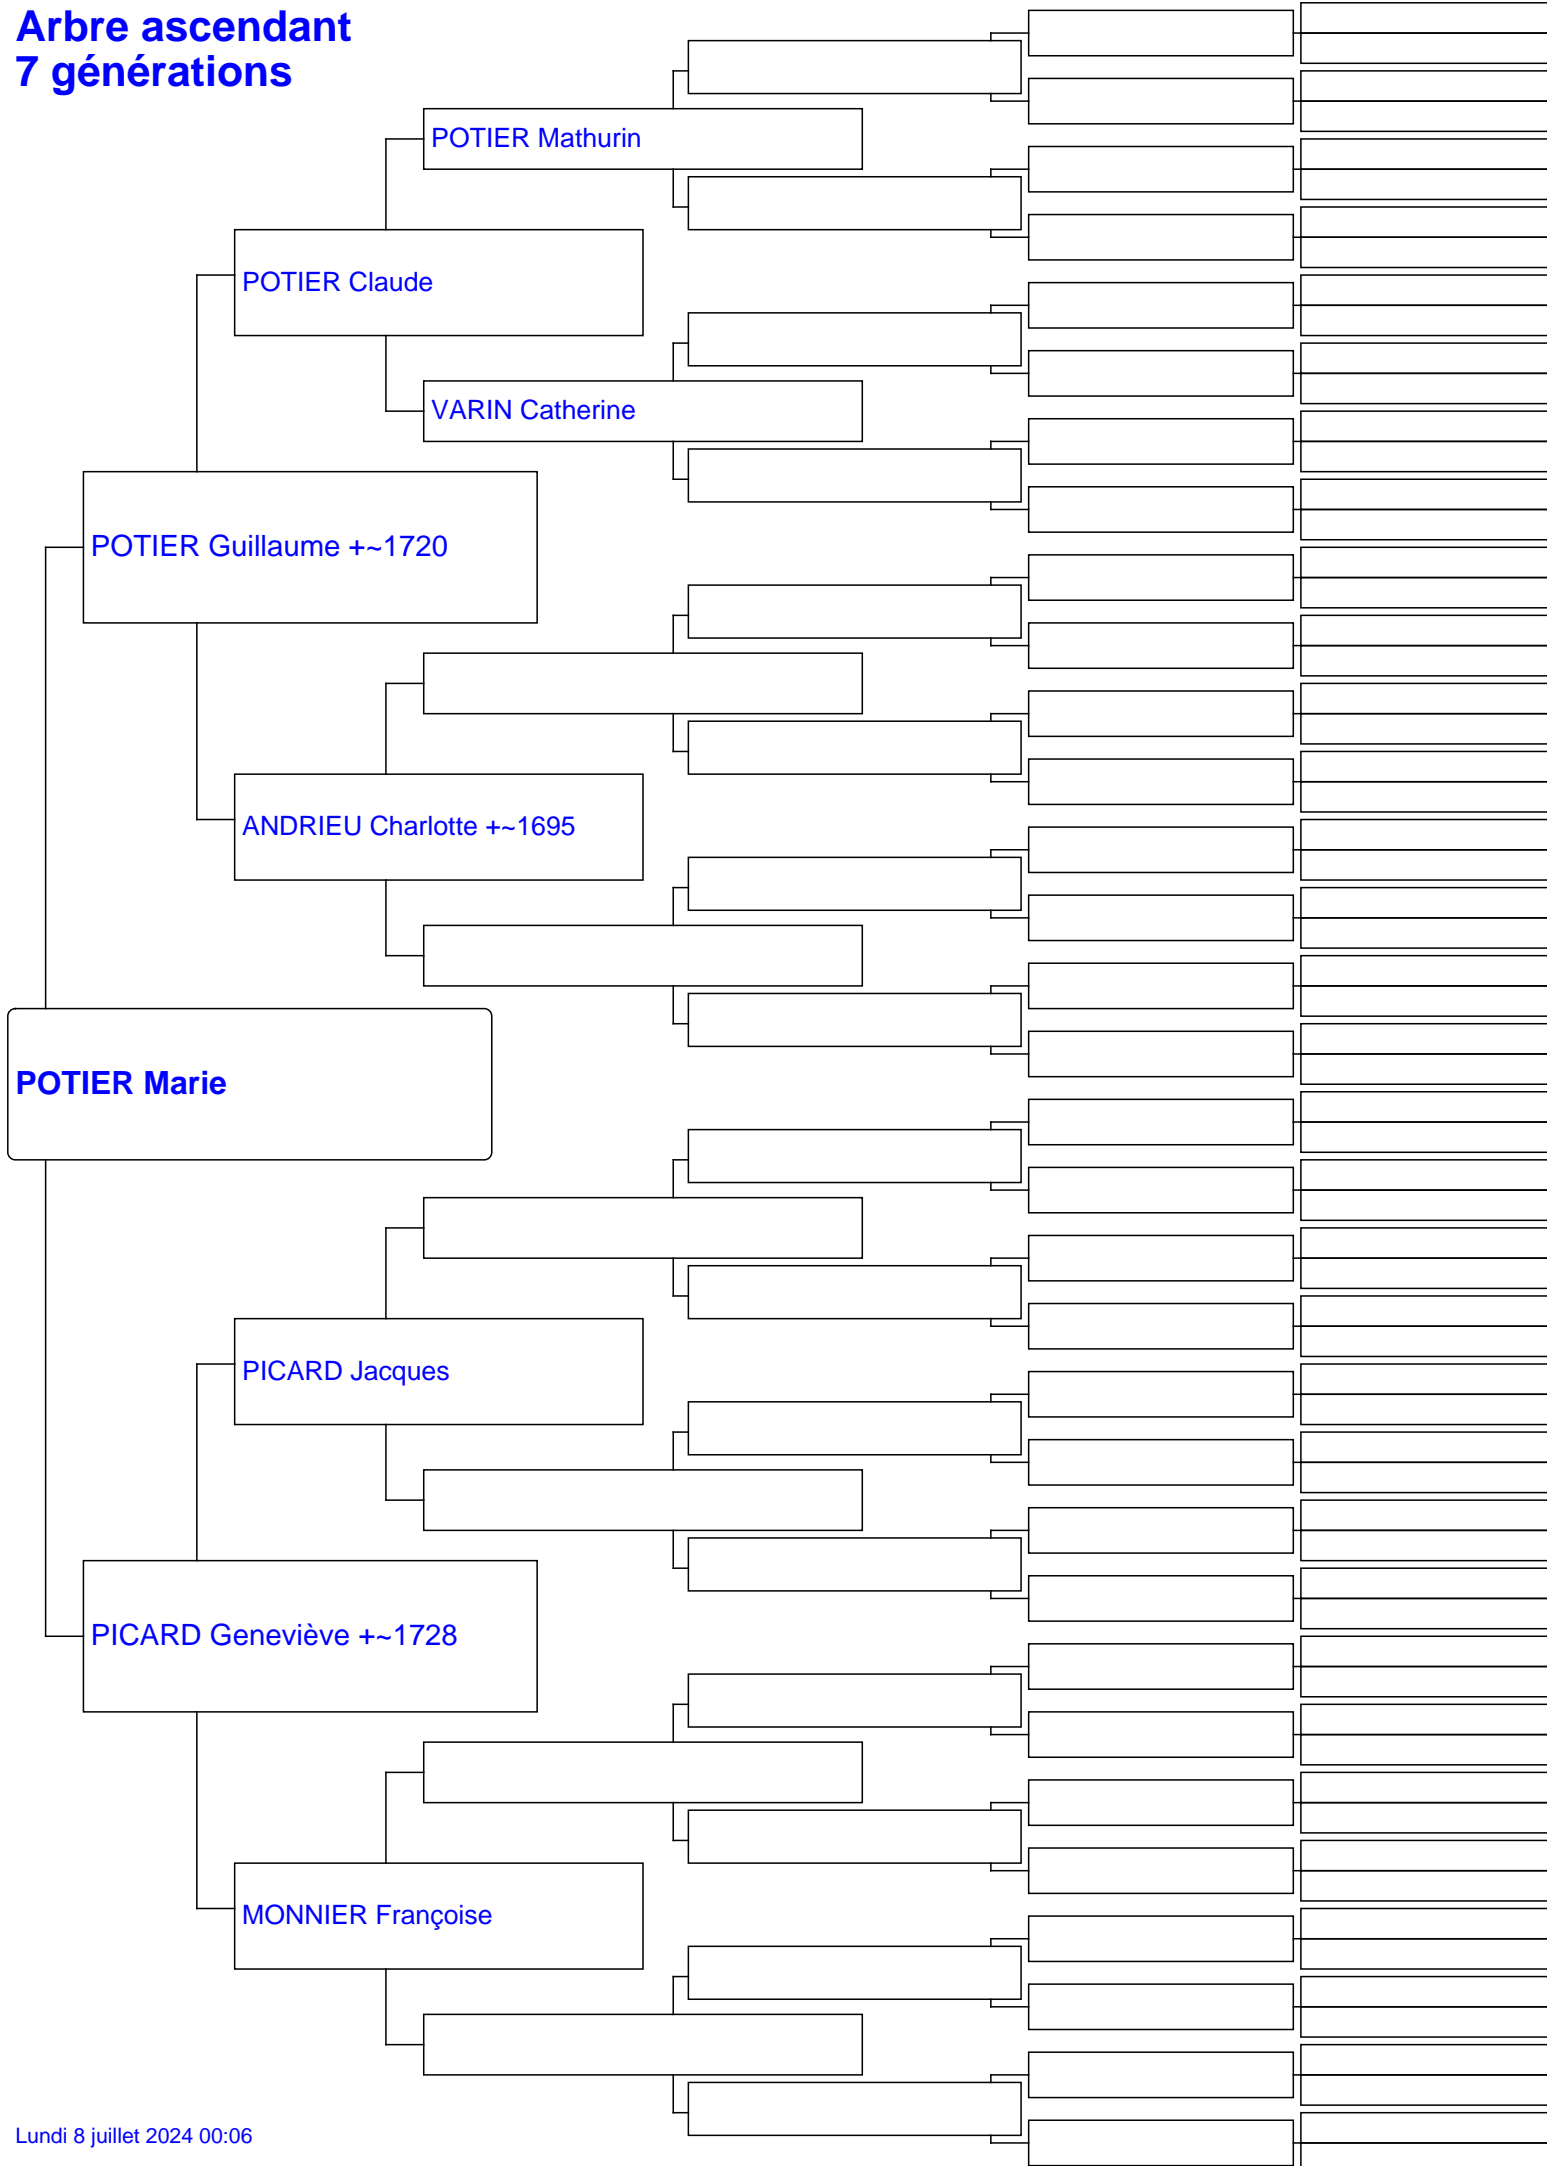 Arbre ascendant
7 générations
POTIER Mathurin
POTIER Claude
VARIN Catherine
POTIER Guillaume +~1720
ANDRIEU Charlotte +~1695
POTIER Marie
PICARD Jacques
PICARD Geneviève +~1728
MONNIER Françoise
Lundi 8 juillet 2024 00:06